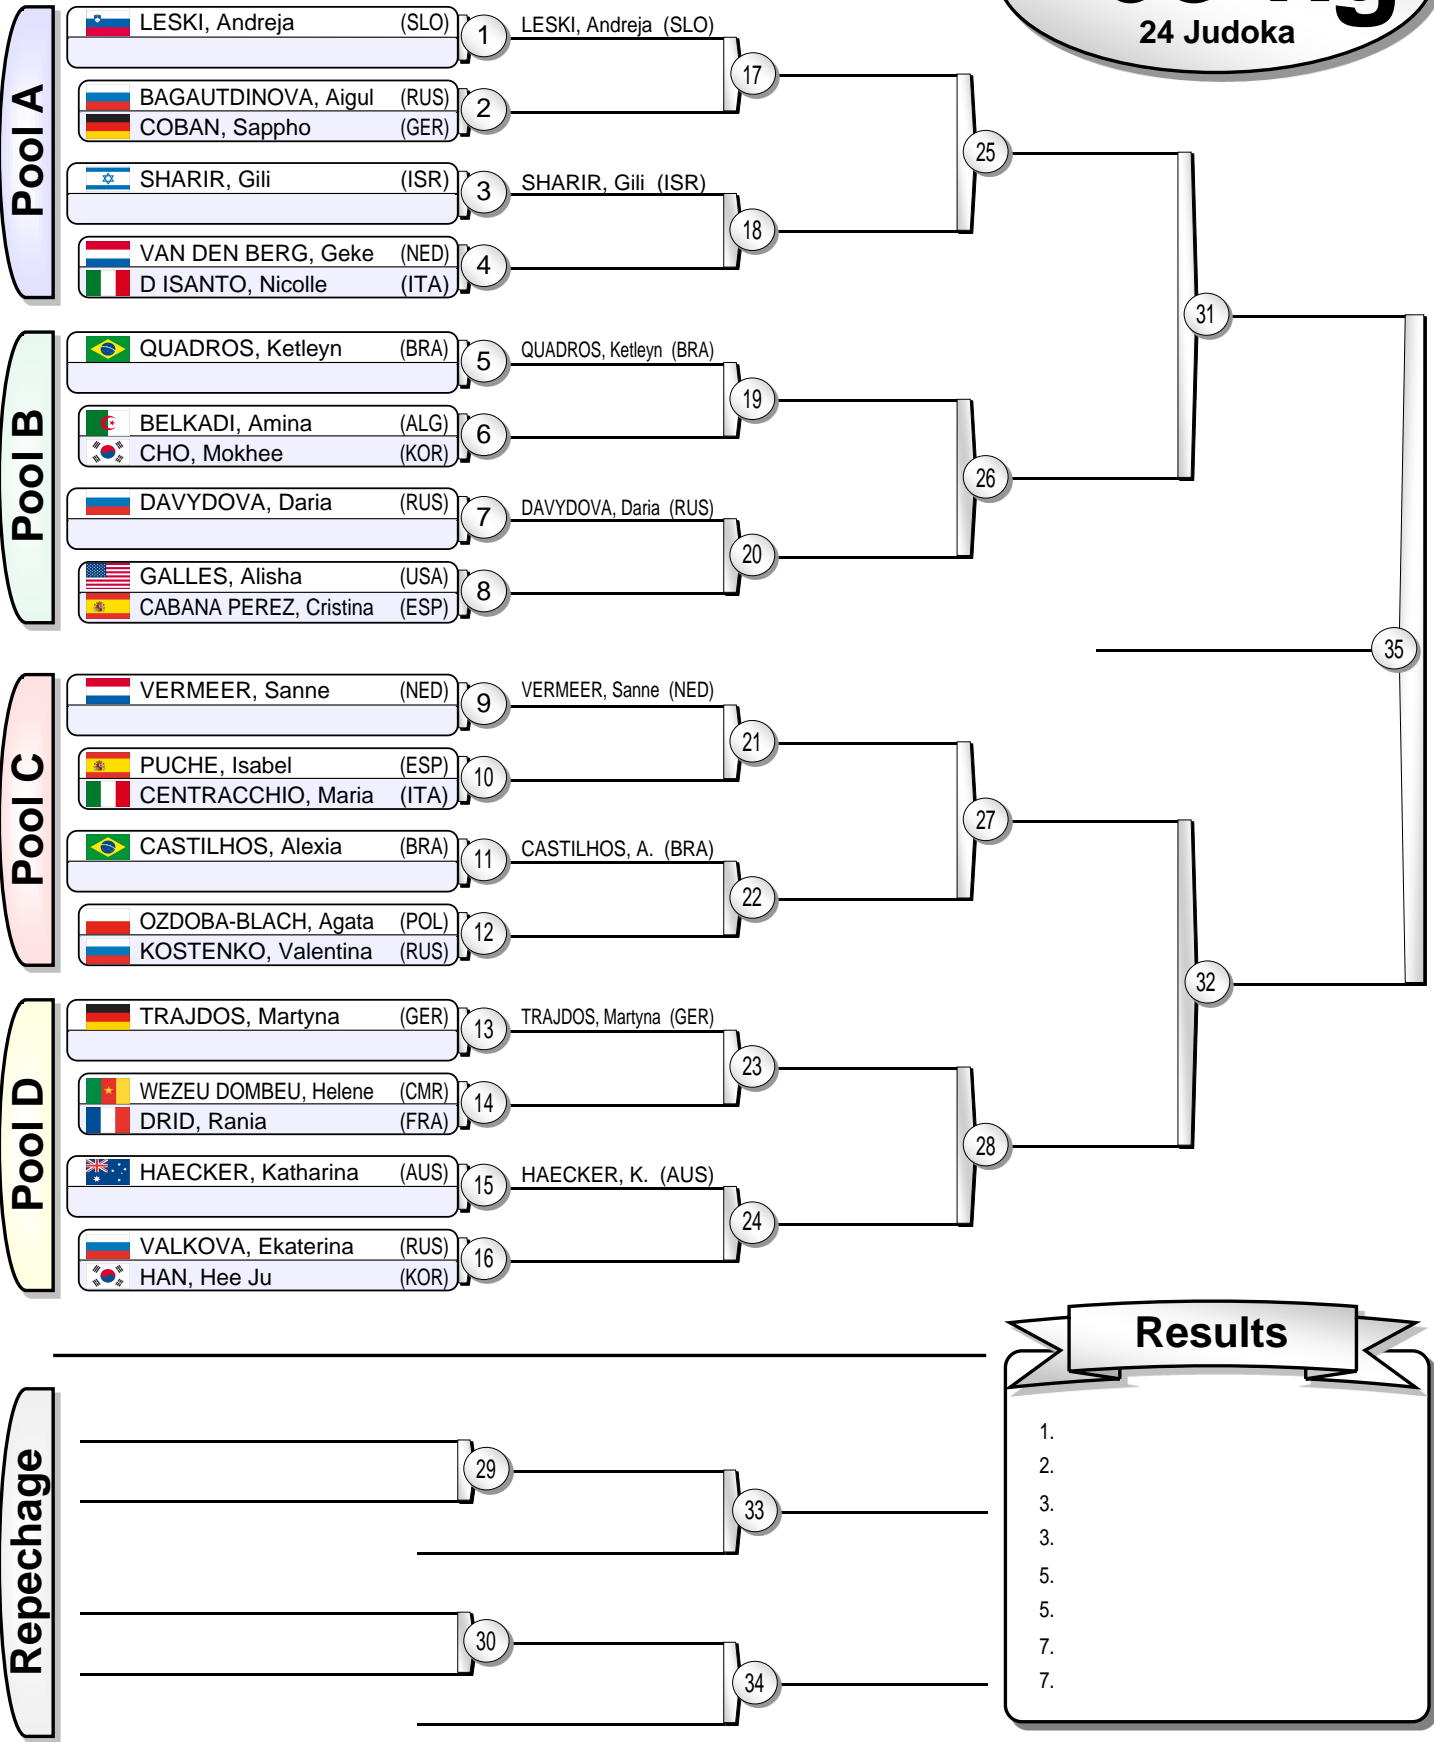 24 Judoka
Pool A
LESKI, Andreja (SLO) 1 LESKI, Andreja (SLO)
17
BAGAUTDINOVA, Aigul (RUS) 2
COBAN, Sappho (GER)
25
SHARIR, Gili (ISR) 3 SHARIR, Gili (ISR)
18
VAN DEN BERG, Geke (NED) 4
D ISANTO, Nicolle (ITA)
31
Pool B
QUADROS, Ketleyn (BRA) 5 QUADROS, Ketleyn (BRA)
19
BELKADI, Amina (ALG) 6
CHO, Mokhee (KOR)
26
DAVYDOVA, Daria (RUS) 7 DAVYDOVA, Daria (RUS)
20
GALLES, Alisha (USA) 8
CABANA PEREZ, Cristina (ESP)
35
Pool C
VERMEER, Sanne (NED) 9 VERMEER, Sanne (NED)
21
PUCHE, Isabel (ESP) 10
CENTRACCHIO, Maria (ITA)
27
CASTILHOS, Alexia (BRA) 11 CASTILHOS, A. (BRA)
22
OZDOBA-BLACH, Agata (POL) 12
KOSTENKO, Valentina (RUS)
32
Pool D
TRAJDOS, Martyna (GER) 13 TRAJDOS, Martyna (GER)
23
WEZEU DOMBEU, Helene (CMR) 14
DRID, Rania (FRA)
28
HAECKER, Katharina (AUS) 15 HAECKER, K. (AUS)
24
VALKOVA, Ekaterina (RUS) 16
HAN, Hee Ju (KOR)
Repechage
29
33
30
34
Results
1.
2.
3.
3.
5.
5.
7.
7.